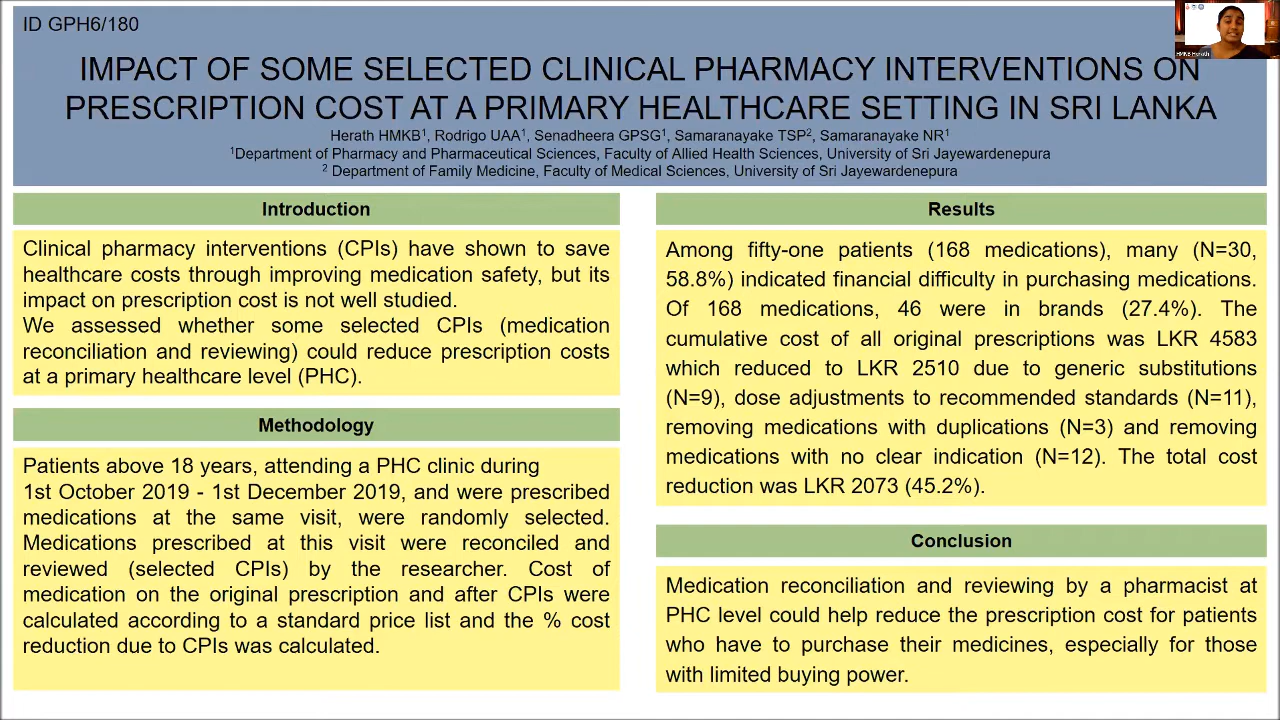 ID GPH6/180
IMPACT OF SOME SELECTED CLINICAL PHARMACY INTERVENTIONS ON
PRESCRIPTION COST AT A PRIMARY HEALTHCARE SETTING IN SRI LANKA
Herath HMKB¹, Rodrigo UAA¹, Senadheera GPSG¹, Samaranayake TSP², Samaranayake NR¹
¹Department of Pharmacy and Pharmaceutical Sciences, Faculty of Allied Health Sciences, University of Sri Jayewardenepura
² Department of Family Medicine, Faculty of Medical Sciences, University of Sri Jayewardenepura
HMKB Herath
Introduction
Clinical pharmacy interventions (CPIs) have shown to save
healthcare costs through improving medication safety, but its
impact on prescription cost is not well studied.
We assessed whether some selected CPIs (medication
reconciliation and reviewing) could reduce prescription costs
at a primary healthcare level (PHC).
Methodology
Patients above 18 years, attending a PHC clinic during
1st October 2019 - 1st December 2019, and were prescribed
medications at the same visit, were randomly selected.
Medications prescribed at this visit were reconciled and
reviewed (selected CPIs) by the researcher. Cost of
medication on the original prescription and after CPIs were
calculated according to a standard price list and the % cost
reduction due to CPIs was calculated.
Results
Among fifty-one patients (168 medications), many (N=30,
58.8%) indicated financial difficulty in purchasing medications.
Of 168 medications, 46 were in brands (27.4%). The
cumulative cost of all original prescriptions was LKR 4583
which reduced to LKR 2510 due to generic substitutions
(N=9), dose adjustments to recommended standards (N=11),
removing medications with duplications (N=3) and removing
medications with no clear indication (N=12). The total cost
reduction was LKR 2073 (45.2%).
Conclusion
Medication reconciliation and reviewing by a pharmacist at
PHC level could help reduce the prescription cost for patients
who have to purchase their medicines, especially for those
with limited buying power.